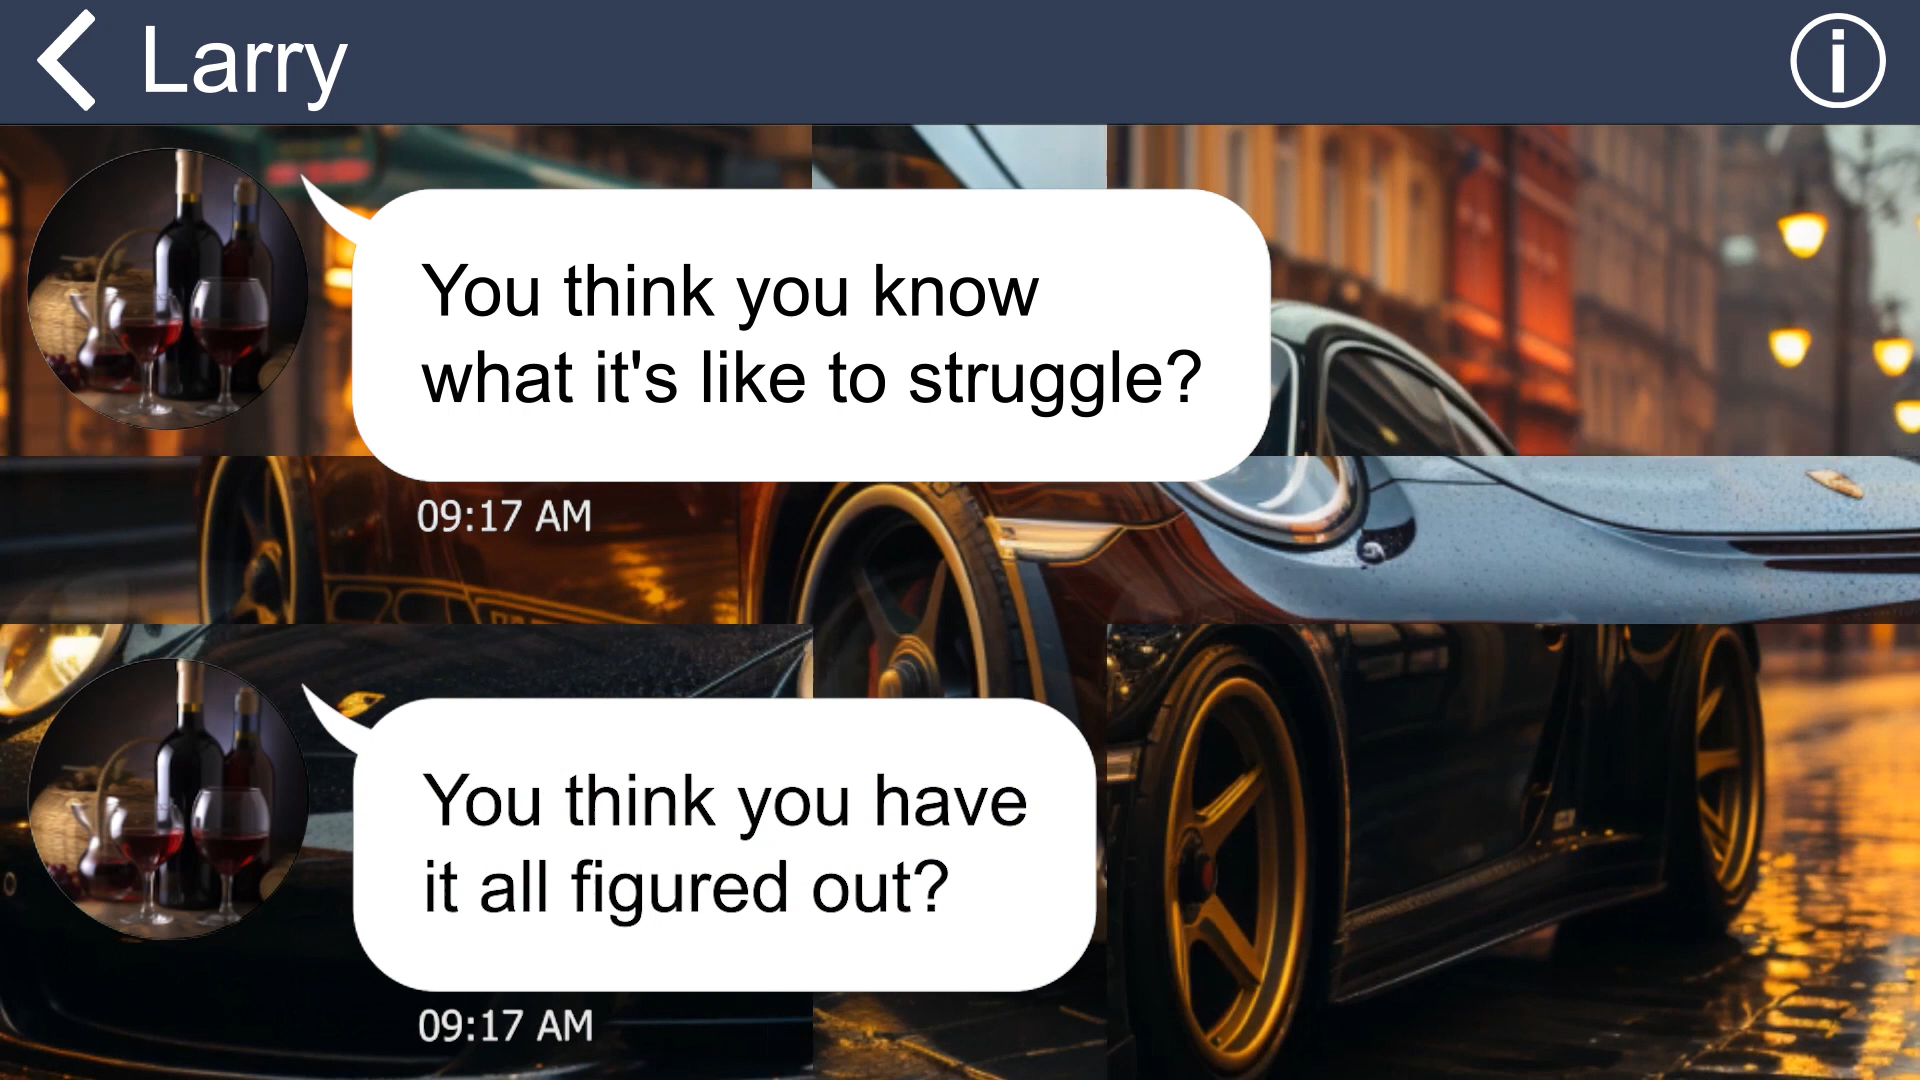 Larry
You think you know
what it's like to struggle?
09:17 AM
You think you have
it all figured out?
09:17 AM